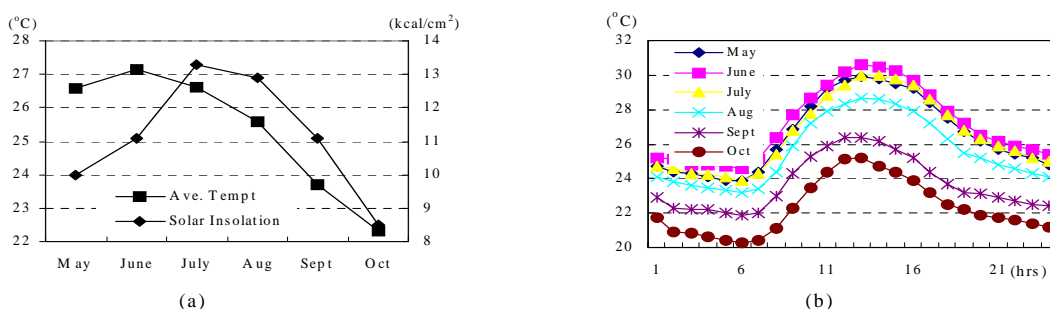 (°C)
(kcal/cm²)
28
27
26
25
24
23
22
14
13
12
11
10
9
8
Ave. Tempt
Solar Insolation
May June July Aug Sept Oct
(a)
(°C)
32
30
28
26
24
22
20
May
June
July
Aug
Sept
Oct
1 6 11 16 21 (hrs)
(b)